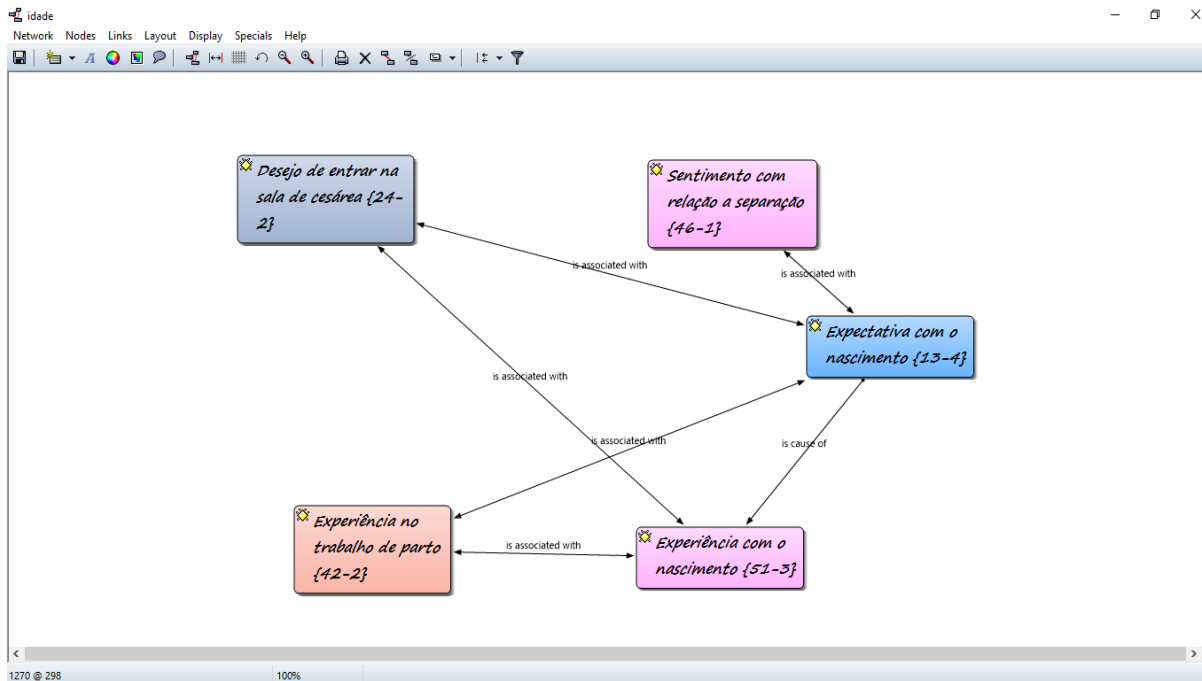 idade
Network Nodes Links Layout Display Specials Help
A
Desejo de entrar na
sala de cesárea {24-
2}
Sentimento com
relação a separação
{46-1}
is associated with
is associated with
Expectativa com o
nascimento {13-4}
is associated with
is associated with
is cause of
Experiência no
trabalho de parto
{42-2}
is associated with
Experiência com o
nascimento {51-3}
1270 @ 298 100%